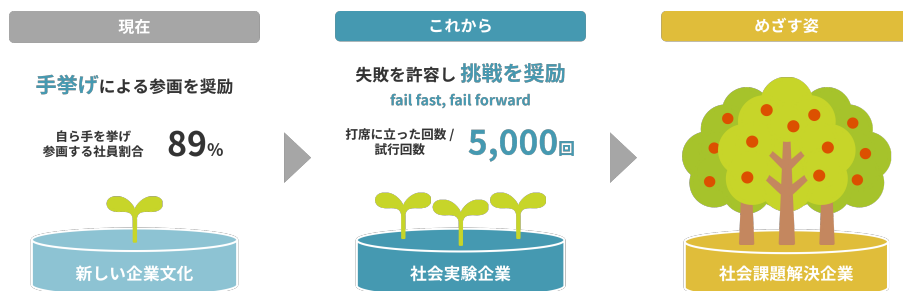 現在
手挙げによる参画を奨励
自ら手を挙げ
参画する社員割合
89%
新しい企業文化
これから
失敗を許容し 挑戦を奨励
fail fast, fail forward
打席に立った回数 /
試行回数
5,000回
社会実験企業
めざす姿
社会課題解決企業